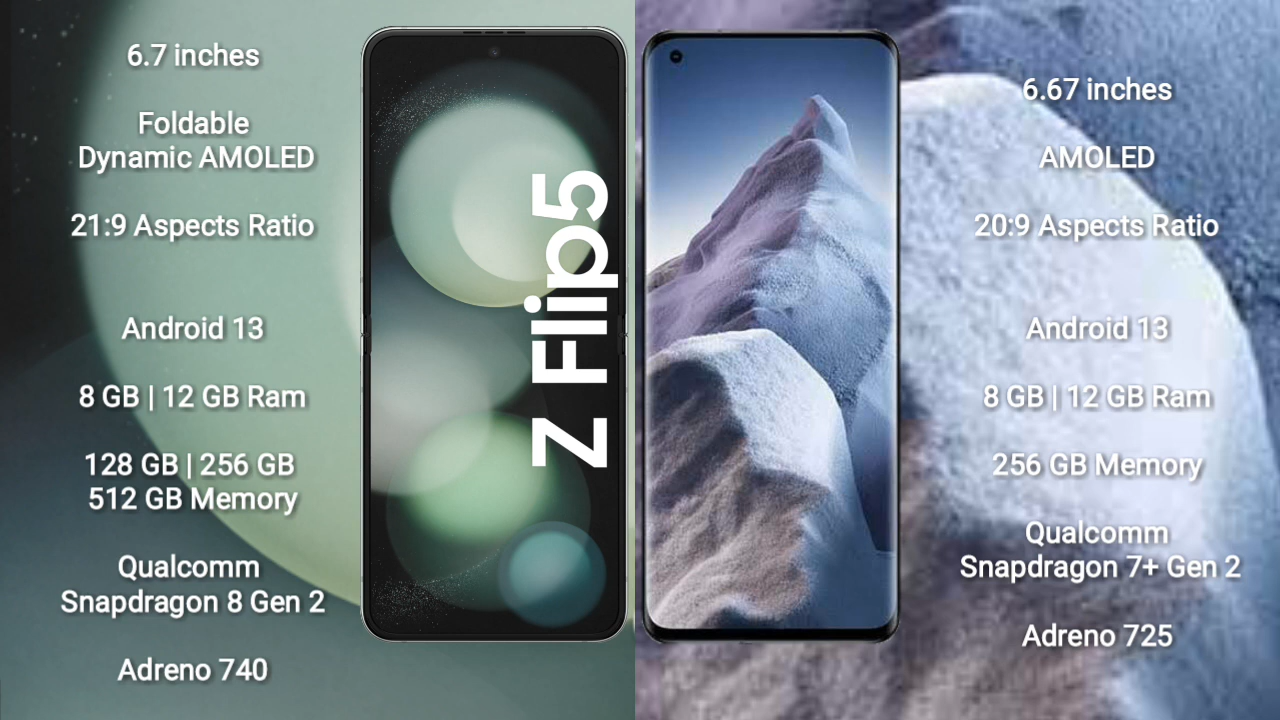 6.7 inches
Foldable
Dynamic AMOLED
21:9 Aspects Ratio
Android 13
8 GB | 12 GB Ram
128 GB | 256 GB
512 GB Memory
Qualcomm
Snapdragon 8 Gen 2
Adreno 740
Z Flip5
6.67 inches
AMOLED
20:9 Aspects Ratio
Android 13
8 GB | 12 GB Ram
256 GB Memory
Qualcomm
Snapdragon 7+ Gen 2
Adreno 725